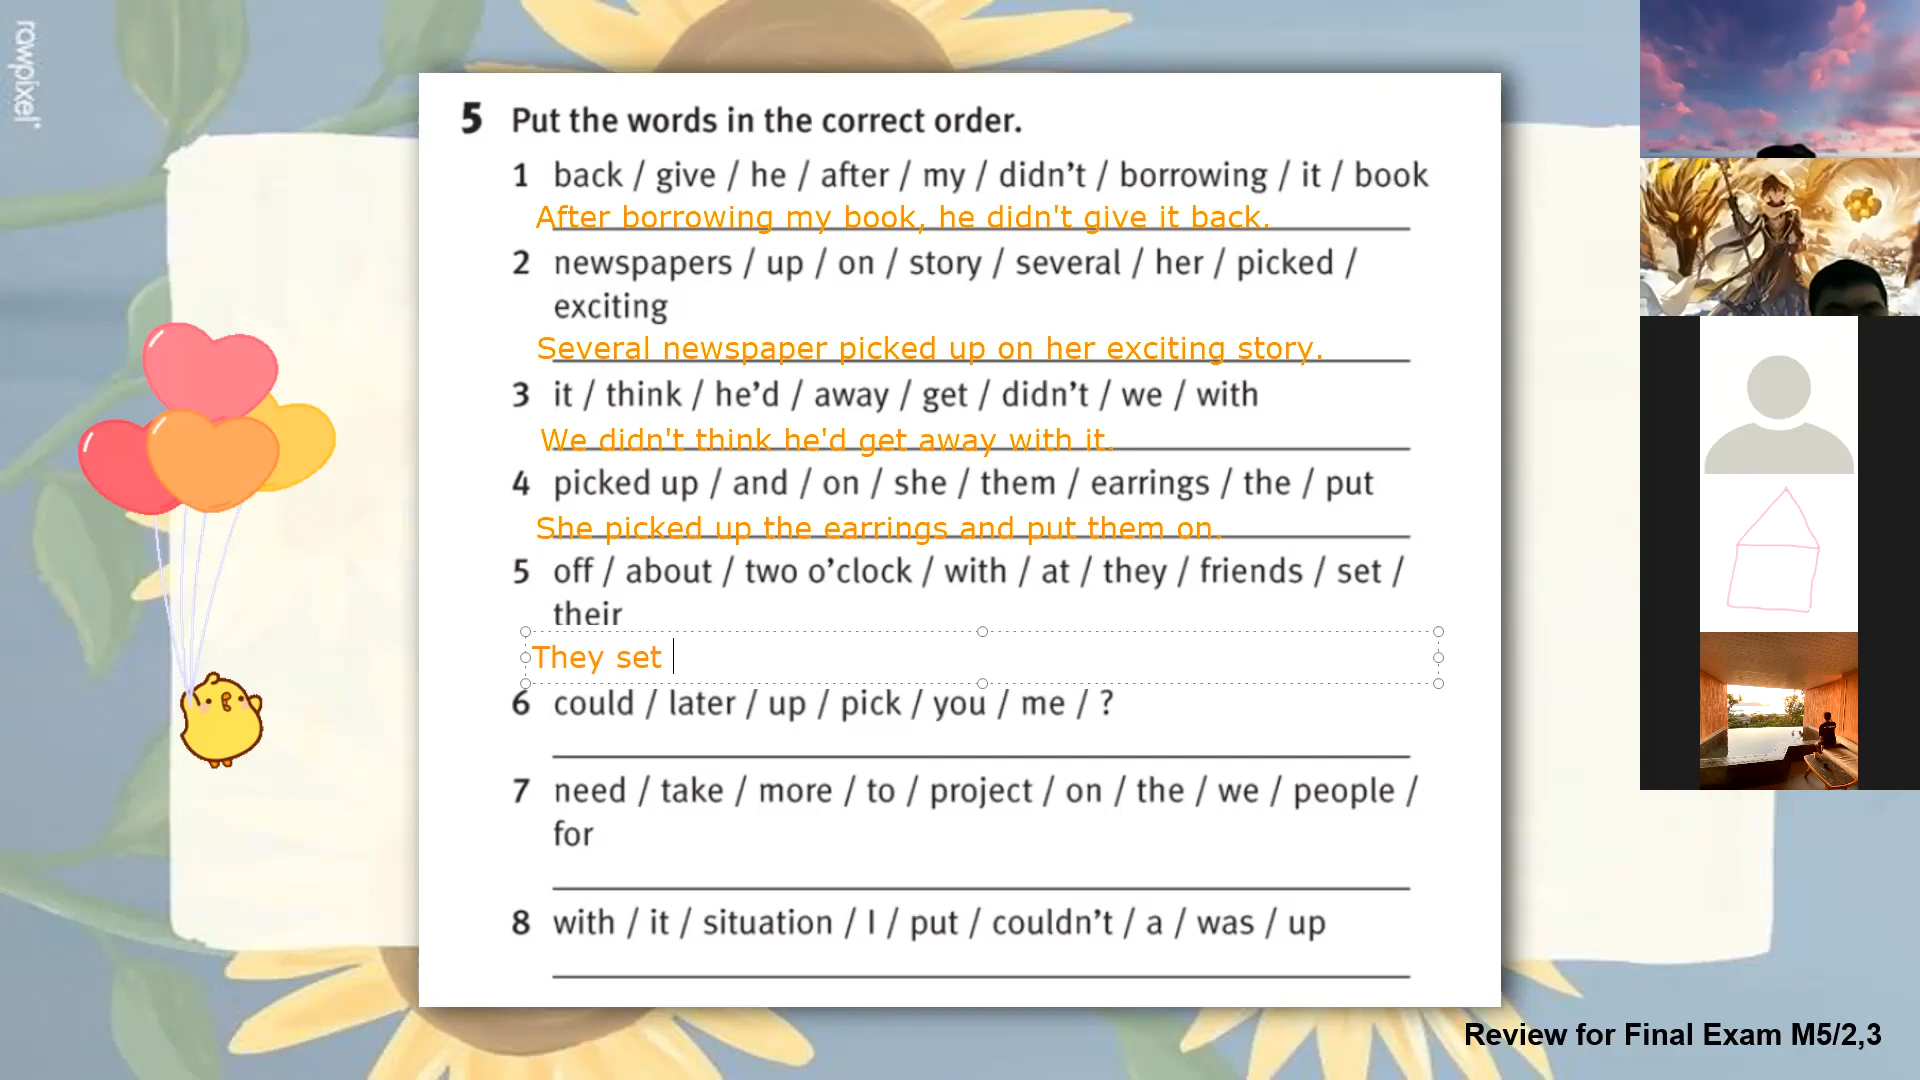 rawpixel
5 Put the words in the correct order.
1 back / give / he / after / my / didn't / borrowing / it / book
After borrowing my book, he didn't give it back.
2 newspapers / up / on / story / several / her / picked /
exciting
Several newspaper picked up on her exciting story.
3 it / think / he'd / away / get / didn't / we / with
We didn't think he'd get away with it.
4 picked up / and / on / she / them / earrings / the / put
She picked up the earrings and put them on.
5 off / about / two o'clock / with / at / they / friends / set /
their
They set
6 could / later / up / pick / you / me / ?
7 need / take / more / to / project / on / the / we / people /
for
8 with / it / situation / I / put / couldn't / a / was / up
Review for Final Exam M5/2,3